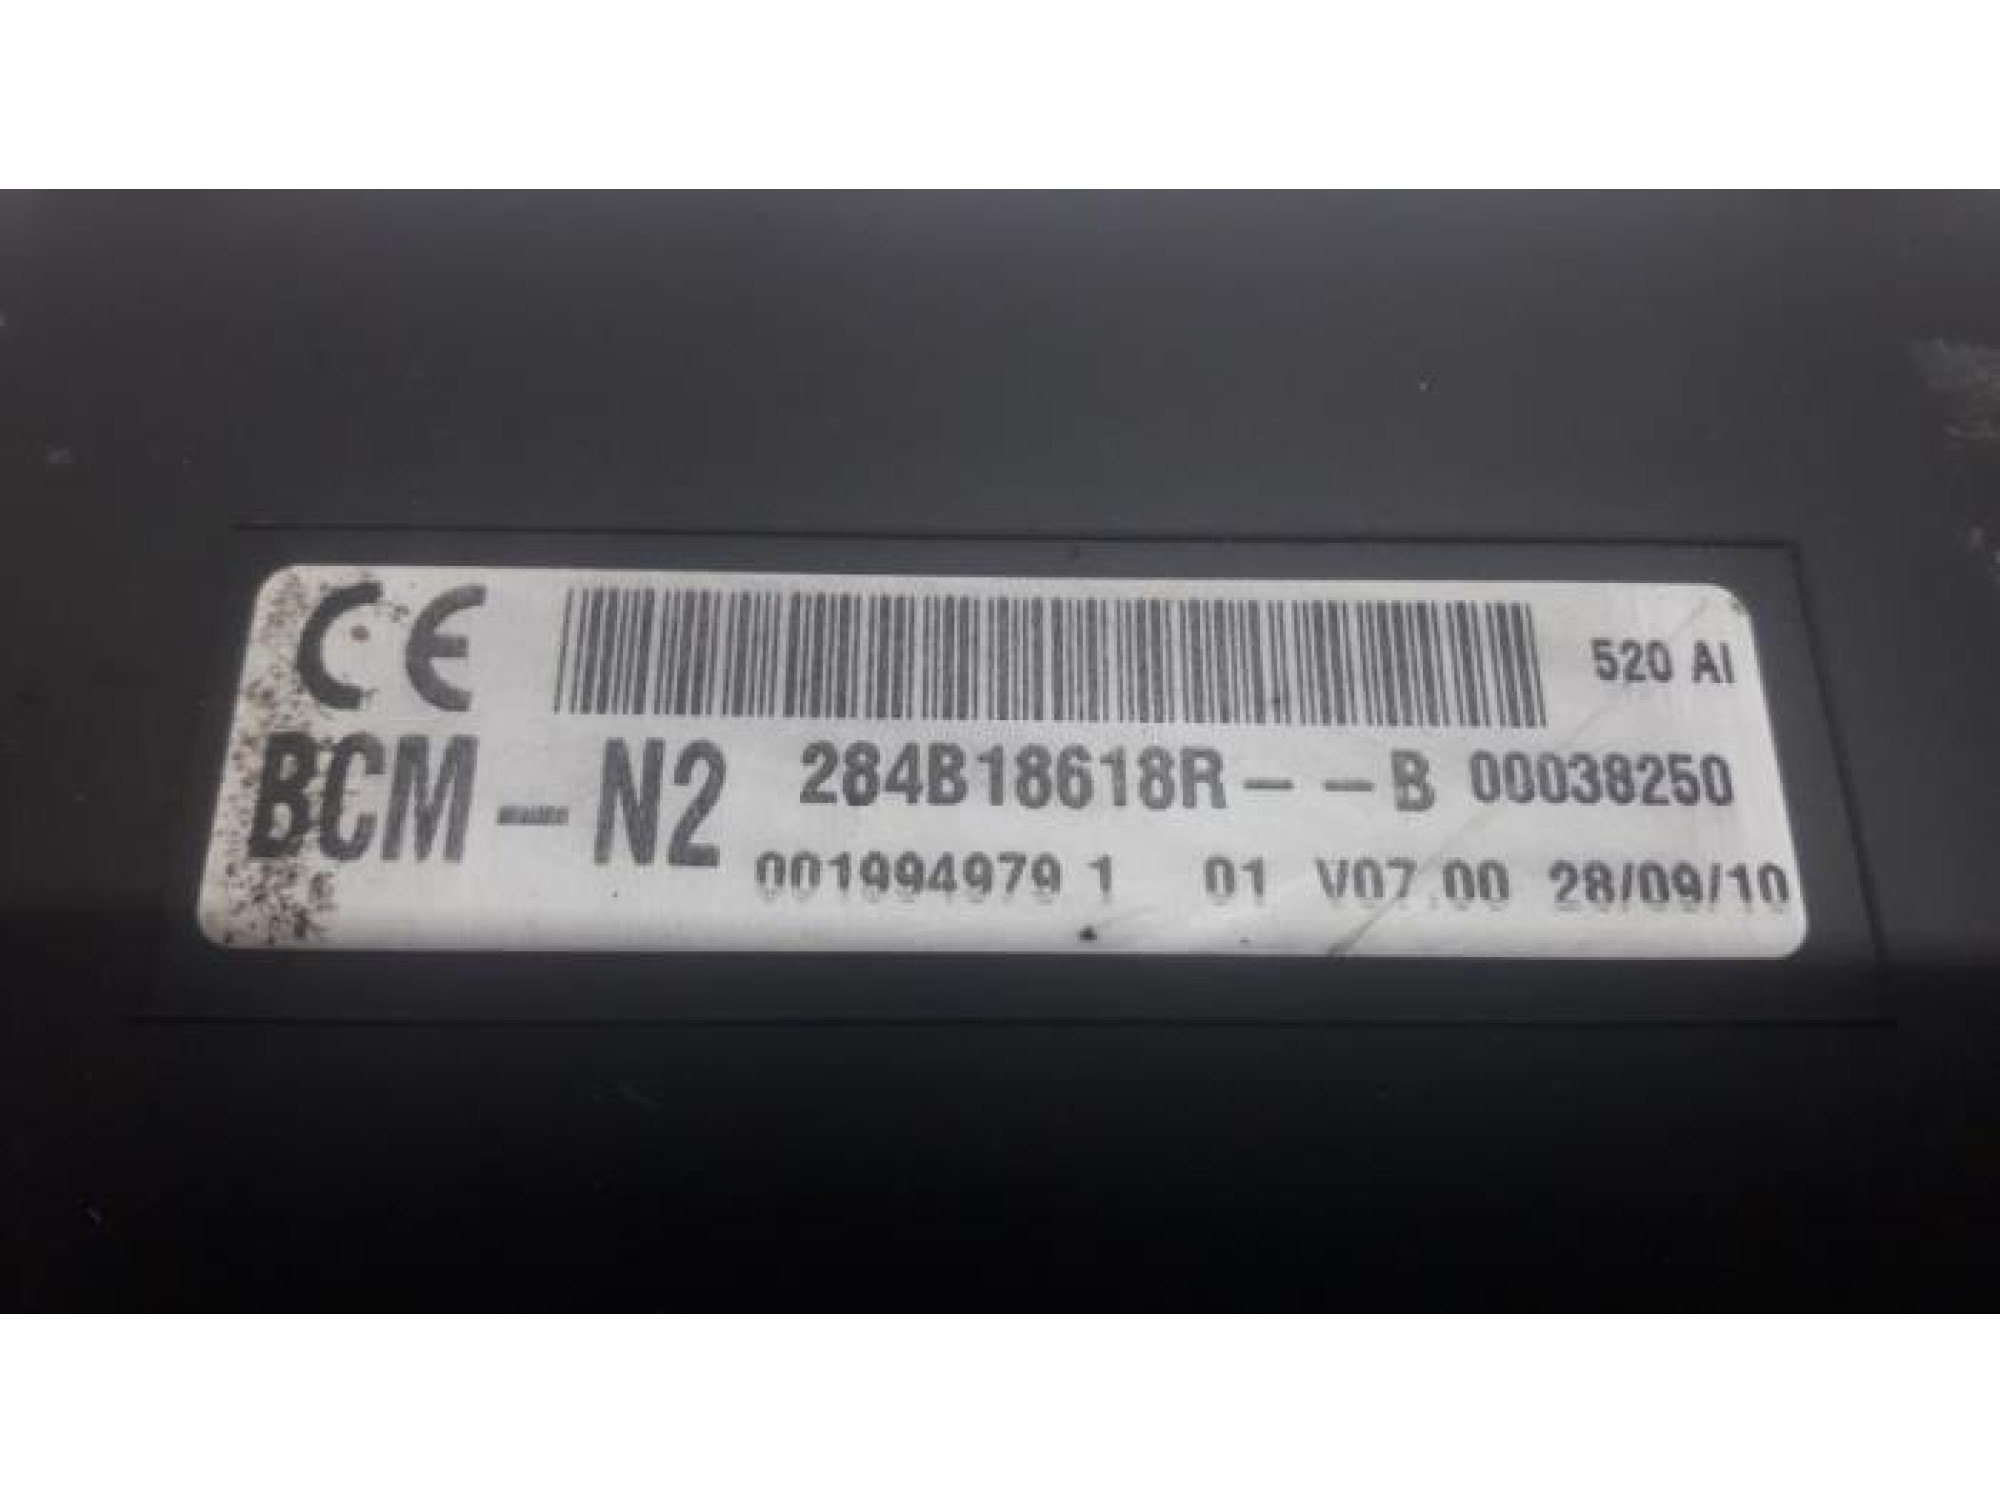 CE 520 AI
BCM-N2 284B18618R--B 00038250
001994979 1 01 V07.00 28/09/10